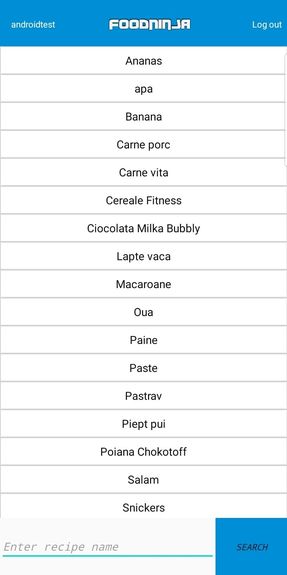 androidtest
FOODNINJA
Log out
Ananas
apa
Banana
Carne porc
Carne vita
Cereale Fitness
Ciocolata Milka Bubbly
Lapte vaca
Macaroane
Oua
Paine
Paste
Pastrav
Piept pui
Poiana Chokotoff
Salam
Snickers
Enter recipe name
SEARCH